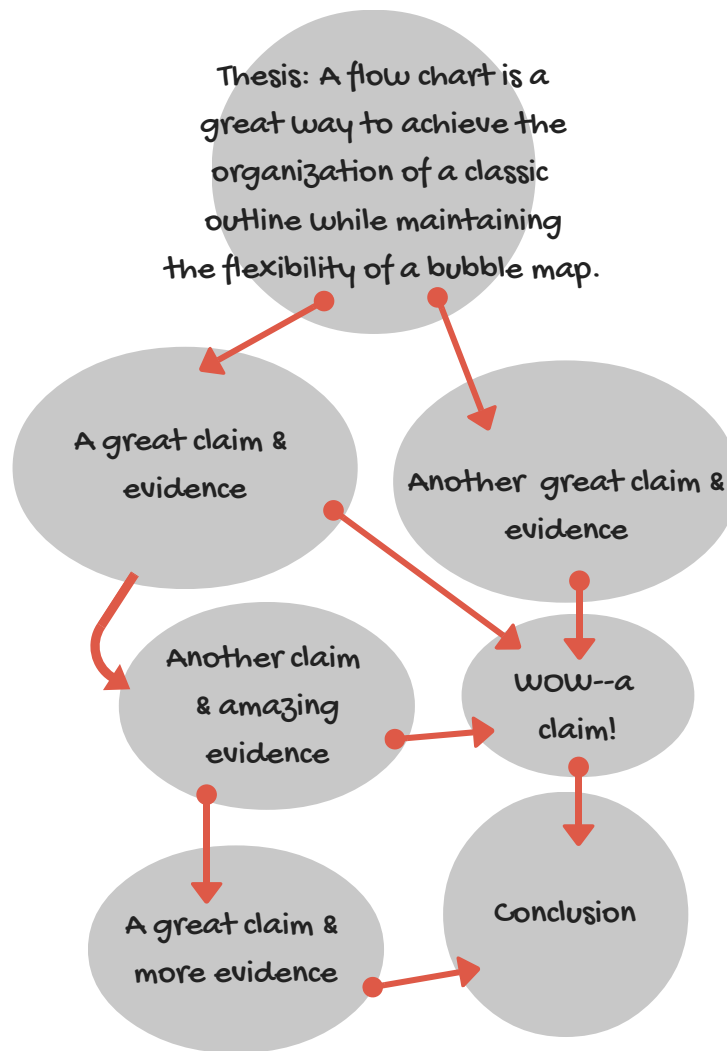 Thesis: A flow chart is a
great way to achieve the
organization of a classic
outline while maintaining
the flexibility of a bubble map.
A great claim &
evidence
Another great claim &
evidence
Another claim
& amazing
evidence
WOW--a
claim!
A great claim &
more evidence
Conclusion